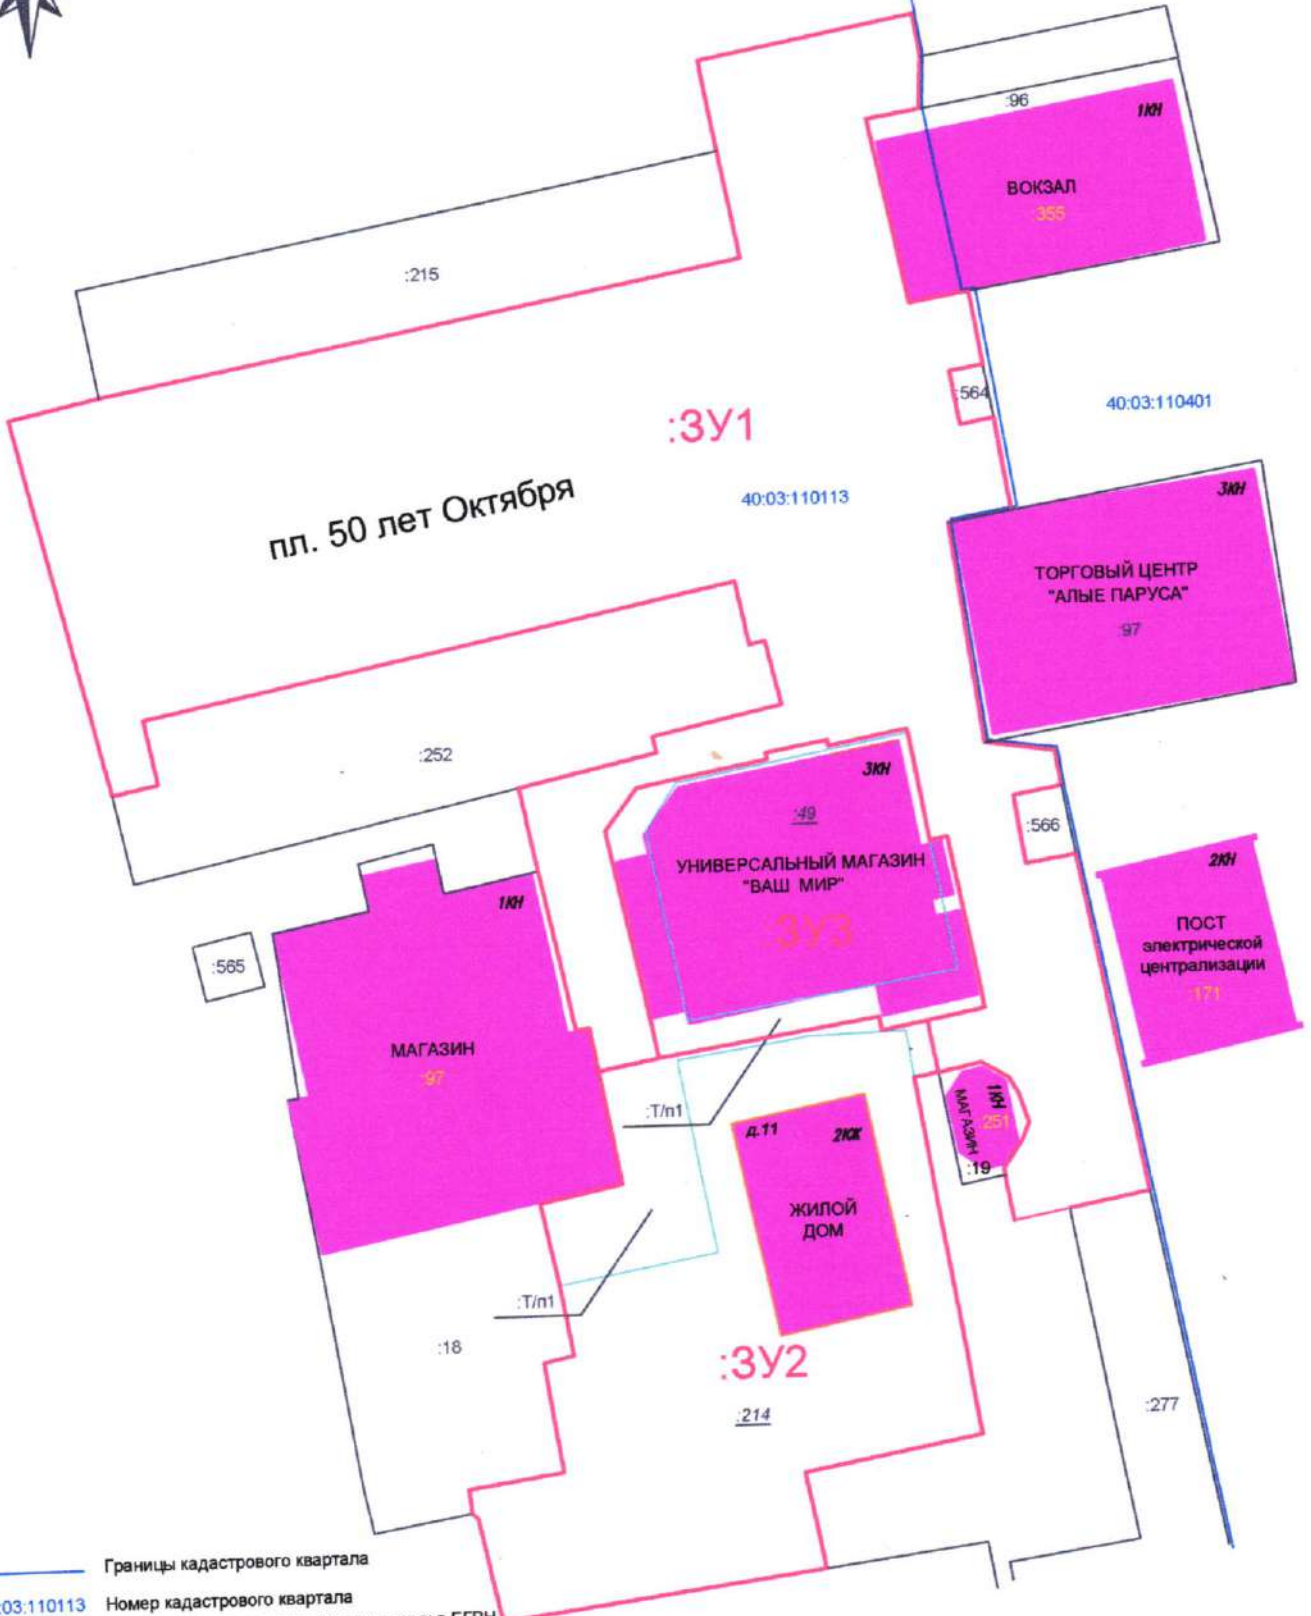 :96
1КН
ВОКЗАЛ
:355
:215
:564
40:03:110401
:ЗУ1
40:03:110113
пл. 50 лет Октября
3КН
ТОРГОВЫЙ ЦЕНТР
"АЛЫЕ ПАРУСА"
:97
:252
3КН
:49
УНИВЕРСАЛЬНЫЙ МАГАЗИН
"ВАШ МИР"
:ЗУ3
:566
2КН
ПОСТ
электрической
централизации
:171
1КН
:565
МАГАЗИН
:97
:Т/п1
1КН
МАГАЗИН
:251
:19
д.11
2КЖ
ЖИЛОЙ
ДОМ
:Т/п1
:18
:ЗУ2
:214
:277
Границы кадастрового квартала
:03:110113 Номер кадастрового квартала
ЕГРН